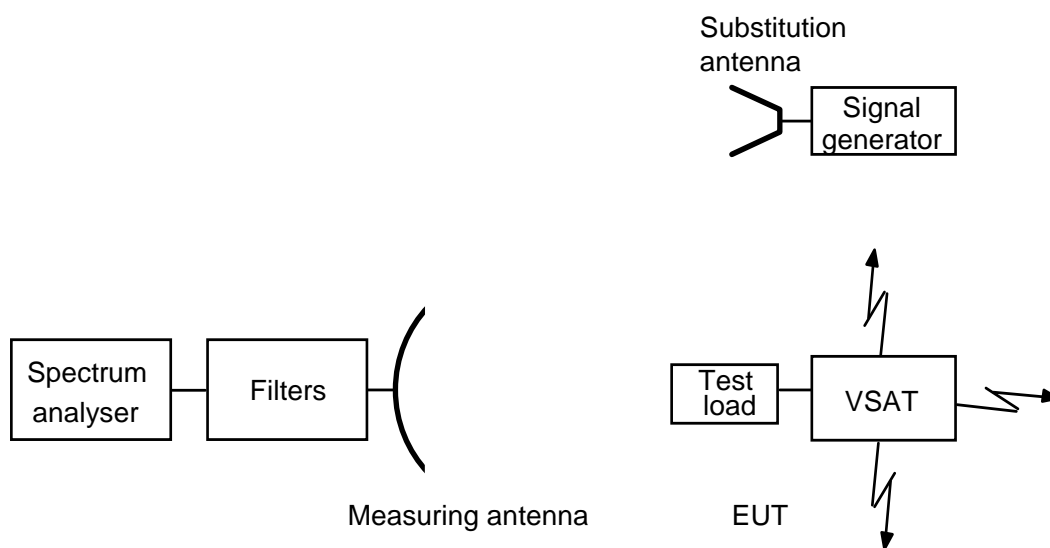 Substitution
antenna
Signal
generator
Spectrum
analyser
Filters
Test
load
VSAT
Measuring antenna
EUT